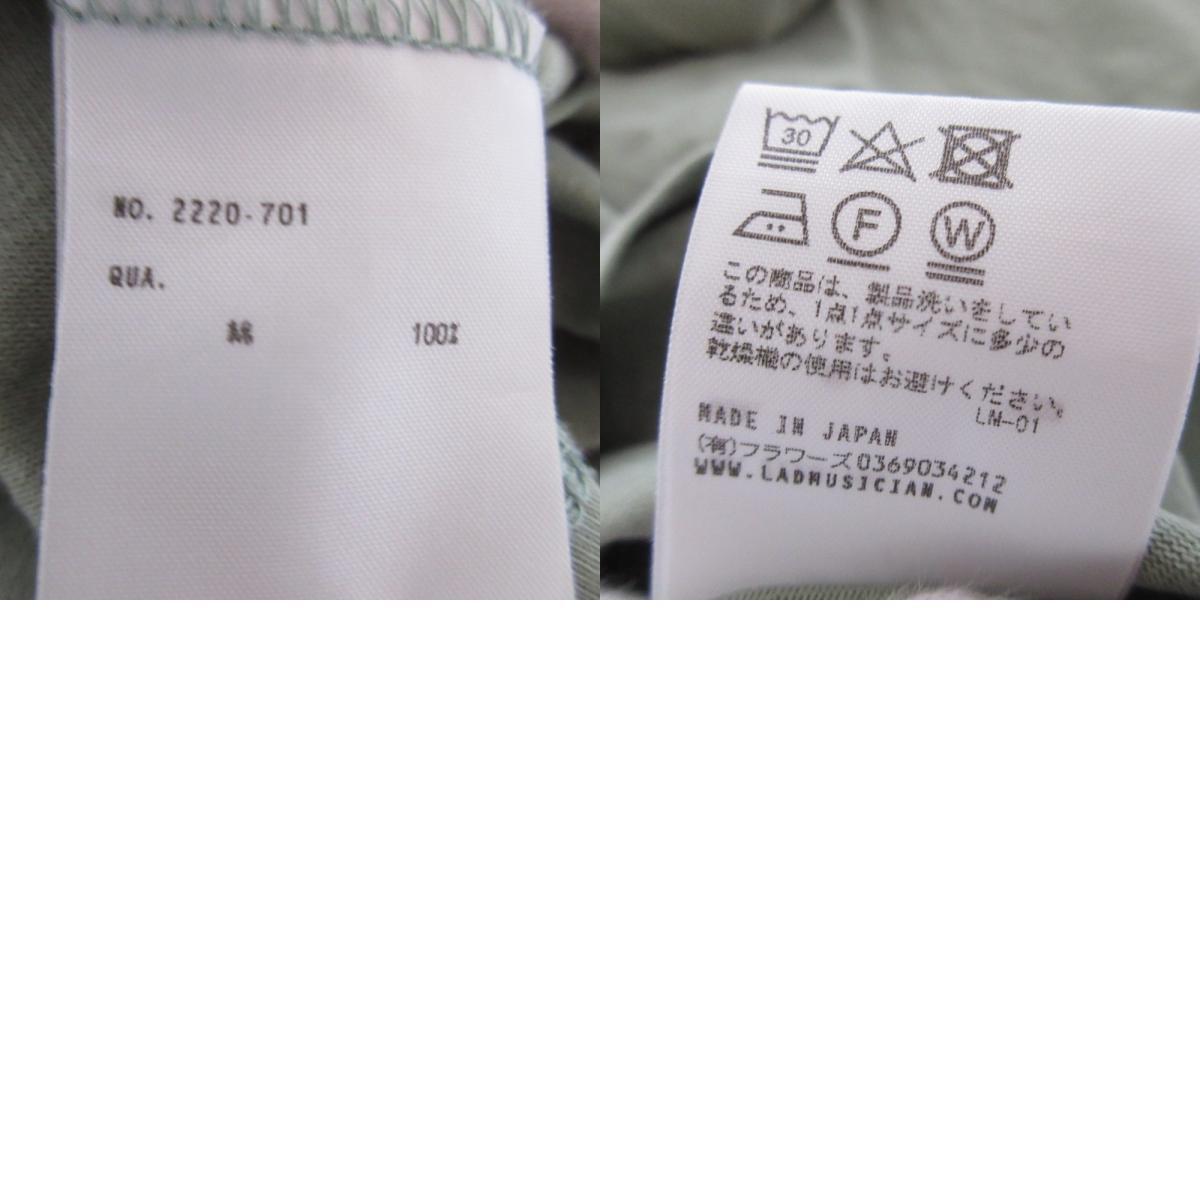 NO. 2220-701
QUA.
綿 100%
30
F W
この商品は、製品洗いをしてい
るため、1点1点サイズに多少の
違いがあります。
乾燥機の使用はお避けください。
LM-01
MADE IN JAPAN
(有)フラワーズ0369034212
WWW.LADMUSICIAN.COM